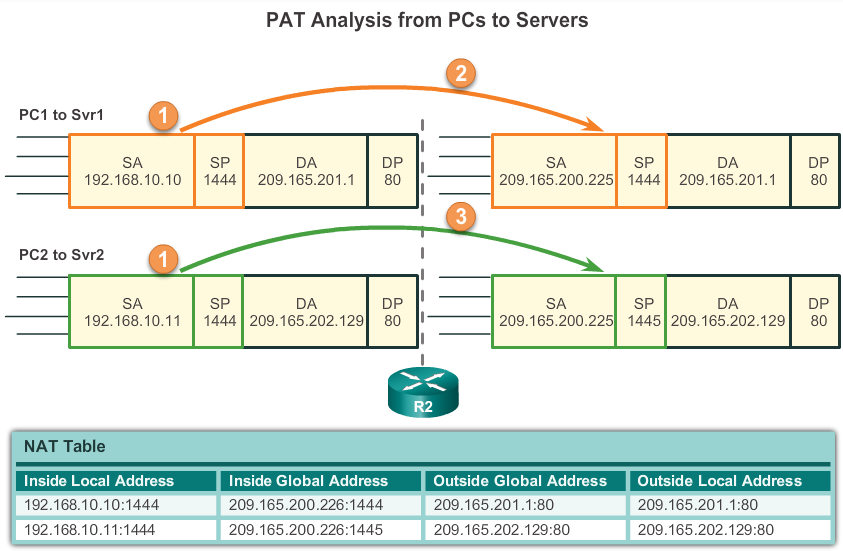 PAT Analysis from PCs to Servers
2
PC1 to Svr1
1
SA
192.168.10.10
SP
1444
DA
209.165.201.1
DP
80
SA
209.165.200.225
SP
1444
DA
209.165.201.1
DP
80
3
PC2 to Svr2
1
SA
192.168.10.11
SP
1444
DA
209.165.202.129
DP
80
SA
209.165.200.225
SP
1445
DA
209.165.202.129
DP
80
R2
NAT Table
Inside Local Address Inside Global Address Outside Global Address Outside Local Address
192.168.10.10:1444 209.165.200.226:1444 209.165.201.1:80 209.165.201.1:80
192.168.10.11:1444 209.165.200.226:1445 209.165.202.129:80 209.165.202.129:80